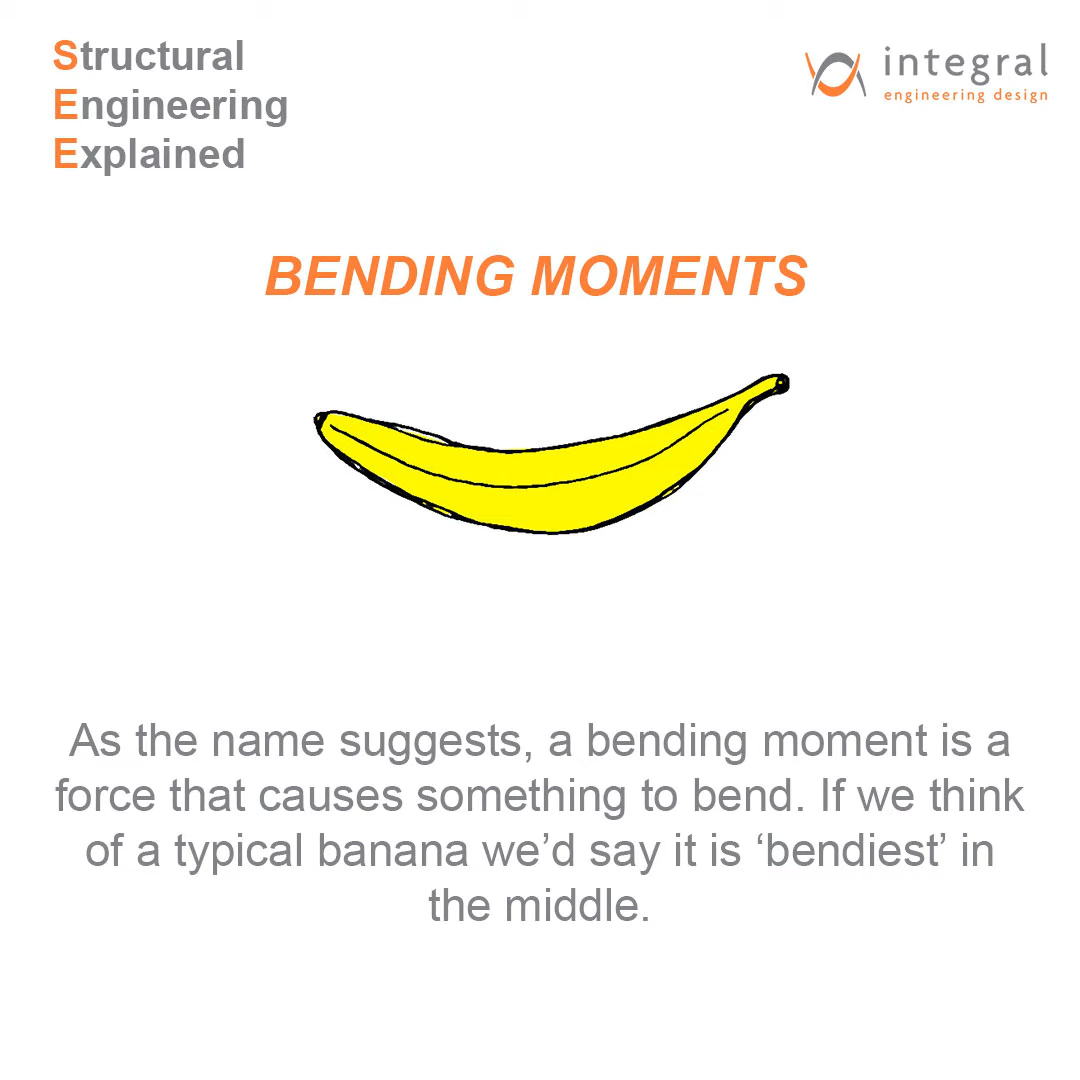 Structural
Engineering
Explained
integral
engineering design
BENDING MOMENTS
As the name suggests, a bending moment is a
force that causes something to bend. If we think
of a typical banana we’d say it is ‘bendiest’ in
the middle.